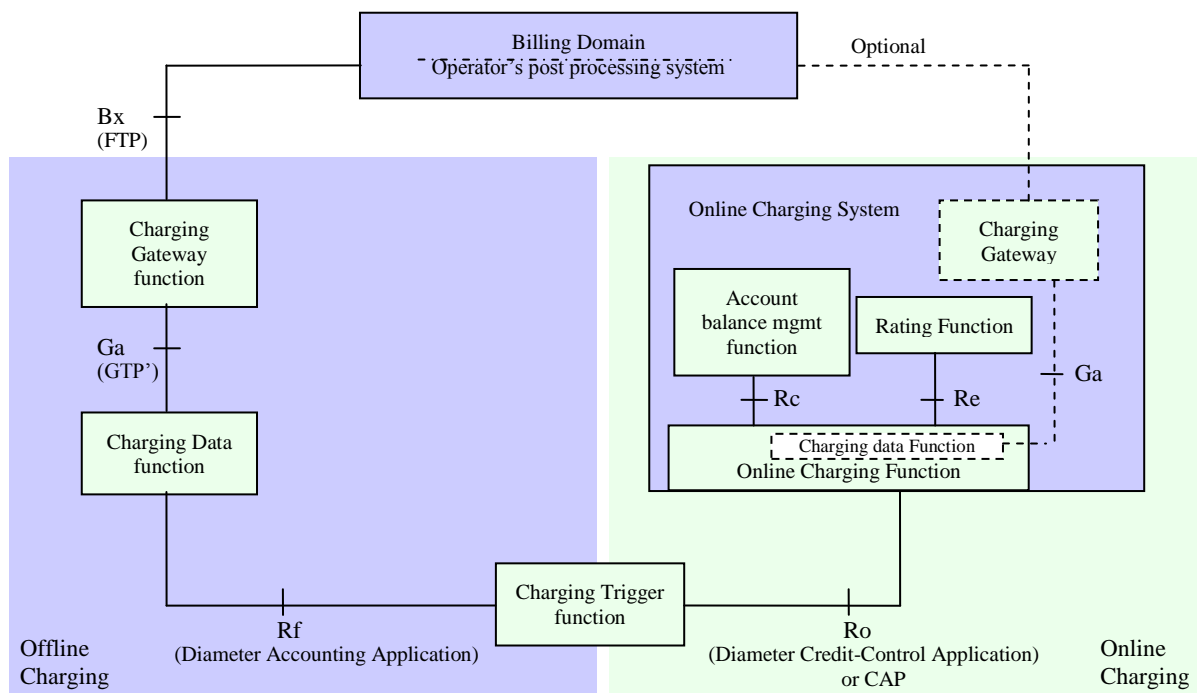 Billing Domain
Operator’s post processing system
Optional
Bx
(FTP)
Charging
Gateway
function
Online Charging System
Charging
Gateway
Account
balance mgmt
function
Rating Function
Ga
(GTP’)
Rc
Re
Ga
Charging Data
function
Charging data Function
Online Charging Function
Charging Trigger
function
Rf
(Diameter Accounting Application)
Ro
(Diameter Credit-Control Application)
or CAP
Offline
Charging
Online
Charging